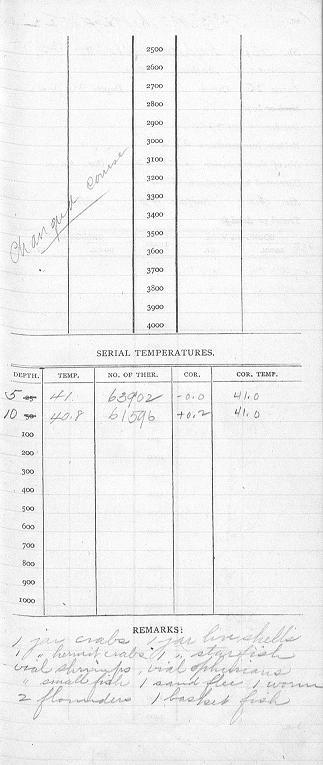 2500
2600
2700
2800
2900
3000
3100
3200
3300
3400
3500
3600
3700
3800
3900
4000
Changed course
SERIAL TEMPERATURES.
DEPTH. TEMP. NO. OF THER. COR. COR. TEMP.
5 25 41. 63902 -0.0 41.0
10 50 40.8 61596 +0.2 41.0
100
200
300
400
500
600
700
800
900
1000
REMARKS:
1 jar crabs 1 jar live shells
1 " hermit crabs 1 " starfish
vial shrimps, vial ophiurans
" small fish 1 sand flee 1 worm
2 flounders 1 basket fish